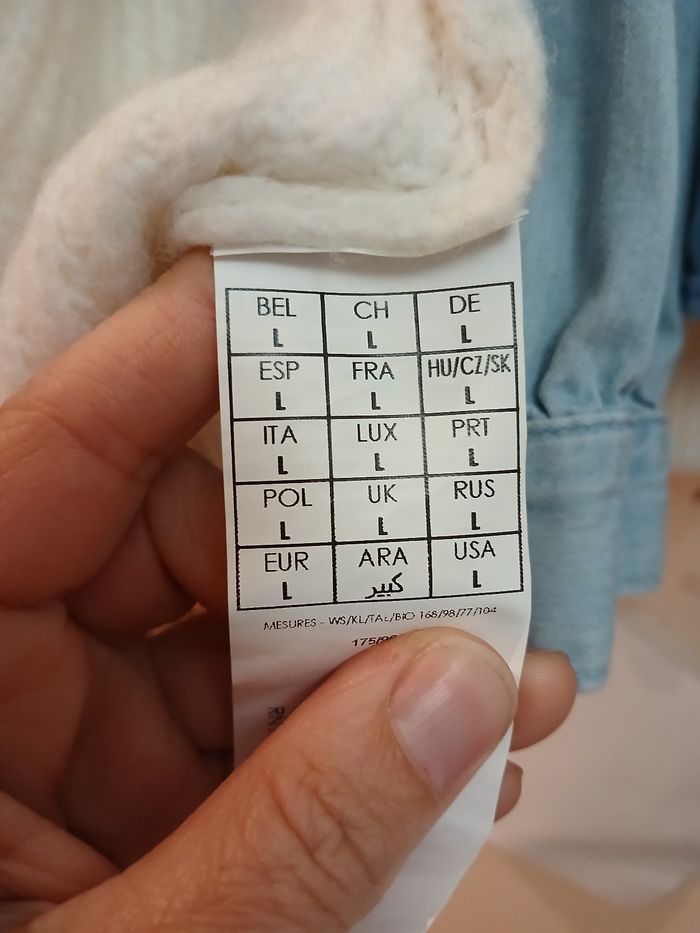 BEL CH DE
L L L
ESP FRA HU/CZ/SK
L L L
ITA LUX PRT
L L L
POL UK RUS
L L L
EUR ARA USA
L كبير L
MESURES - WS/KL/TAL/BIO 168/98/77/104